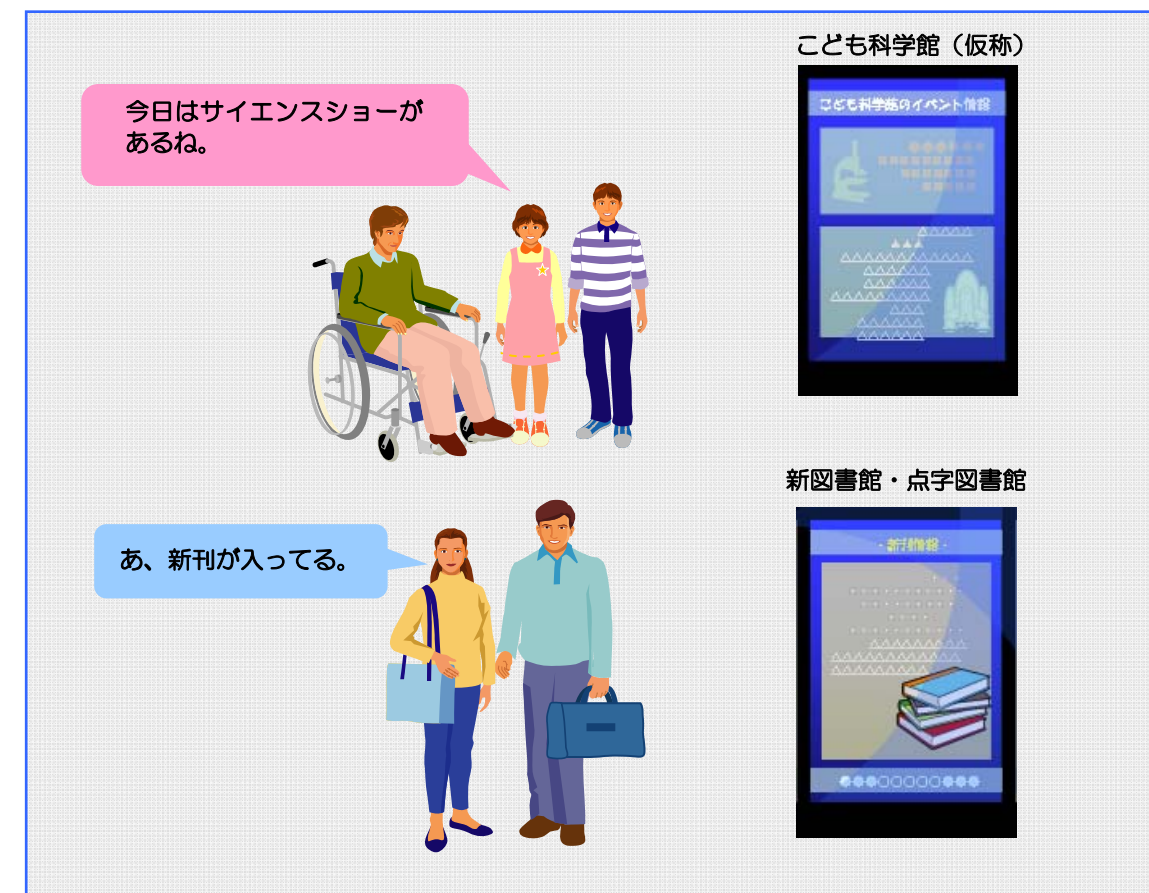 こども科学館（仮称）
今日はサイエンスショーが
あるね。
こども科学館のイベント情報
新図書館・点字図書館
あ、新刊が入ってる。
- 新刊情報 -